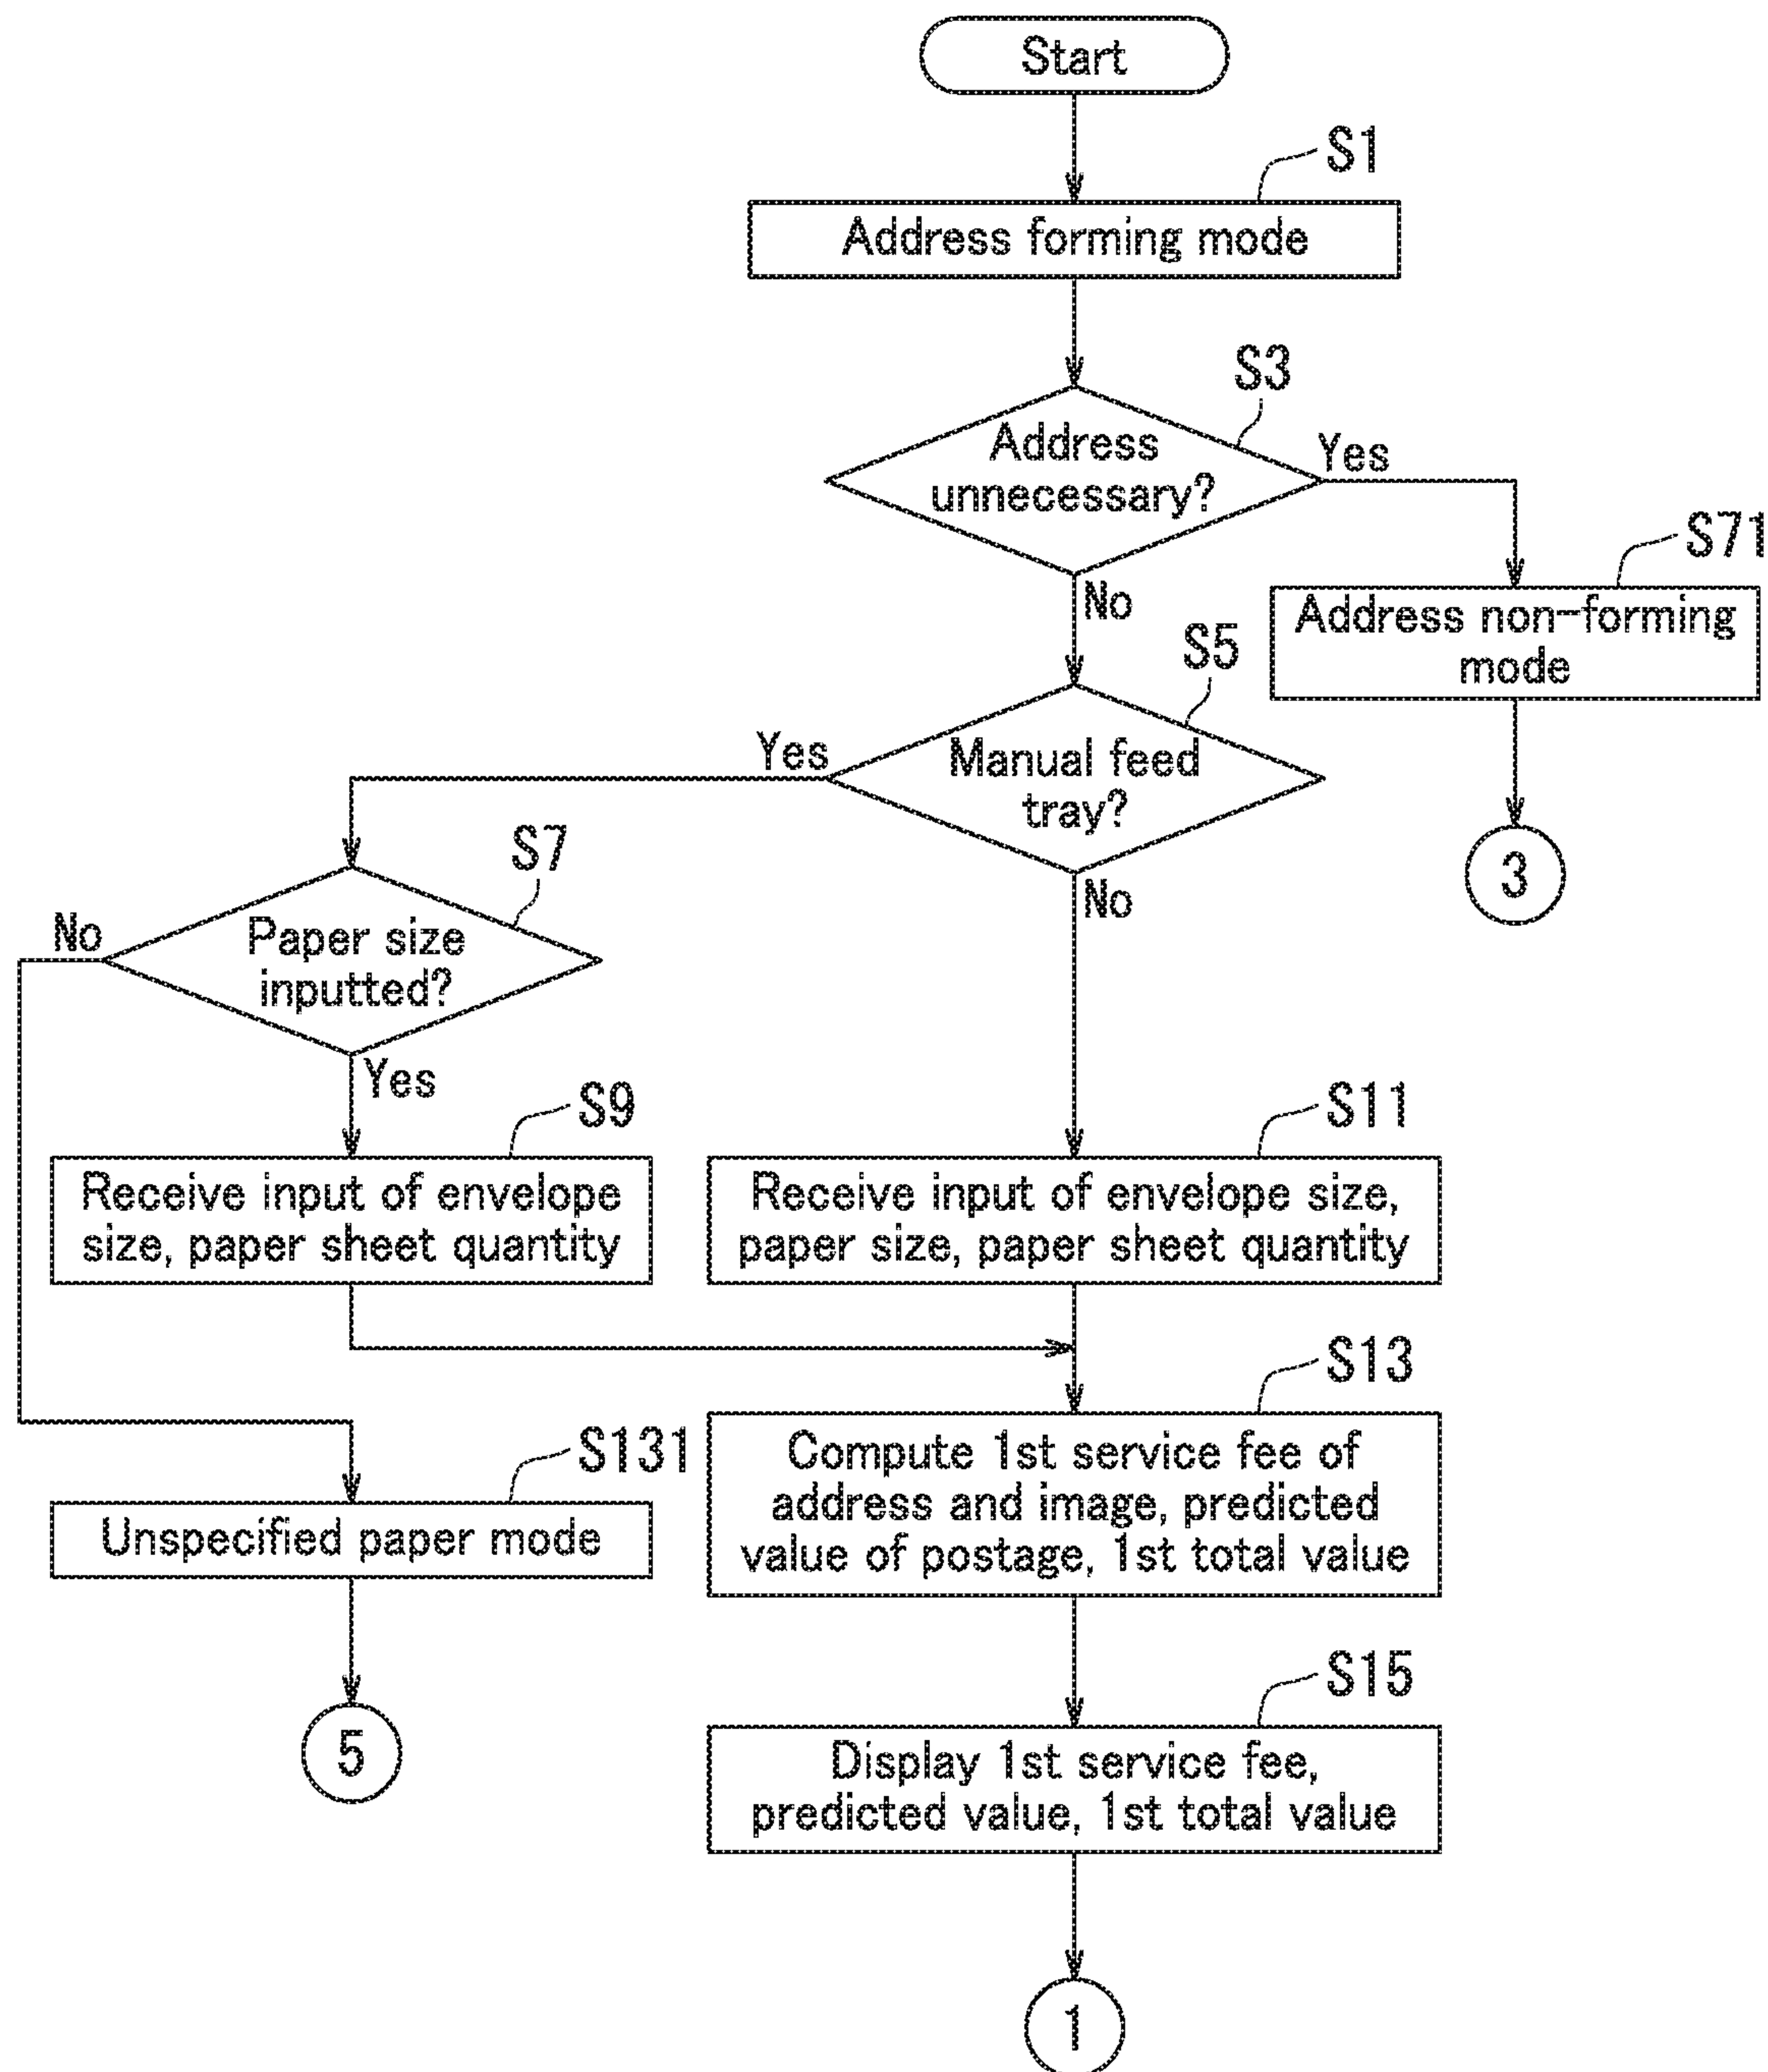 Start
S1
Address forming mode
S3
Address
unnecessary?
Yes
No
S71
Address non-forming
mode
3
S5
Manual feed
tray?
Yes
No
S7
Paper size
inputted?
No
Yes
S9
Receive input of envelope
size, paper sheet quantity
S11
Receive input of envelope size,
paper size, paper sheet quantity
S13
Compute 1st service fee of
address and image, predicted
value of postage, 1st total value
S131
Unspecified paper mode
5
S15
Display 1st service fee,
predicted value, 1st total value
1